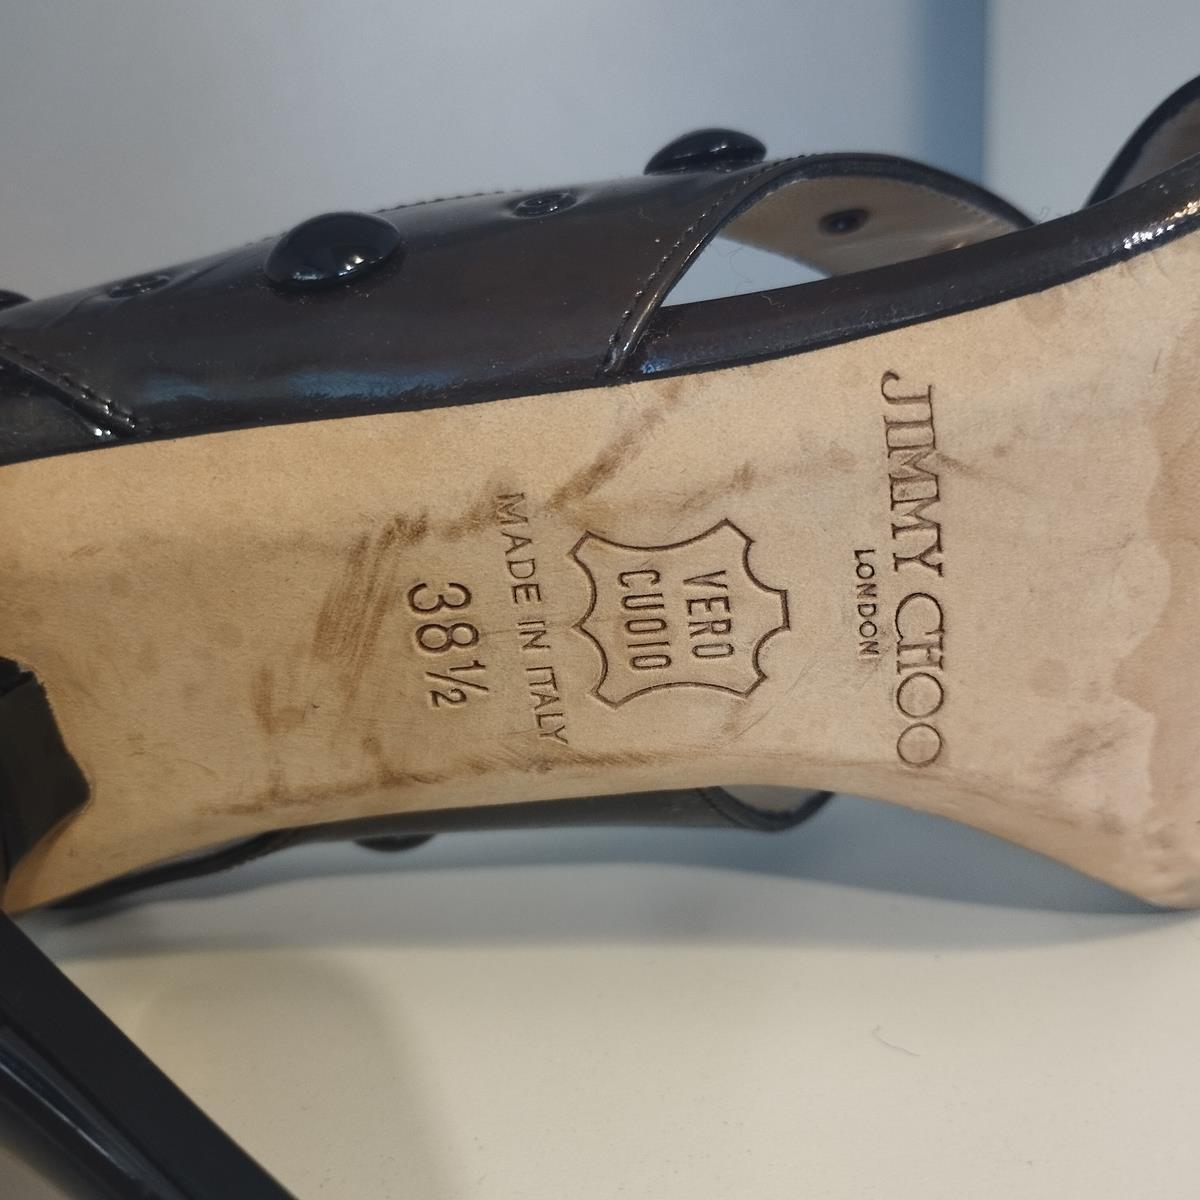 JIMMY CHOO
LONDON
VERO
CUOIO
MADE IN ITALY
38½